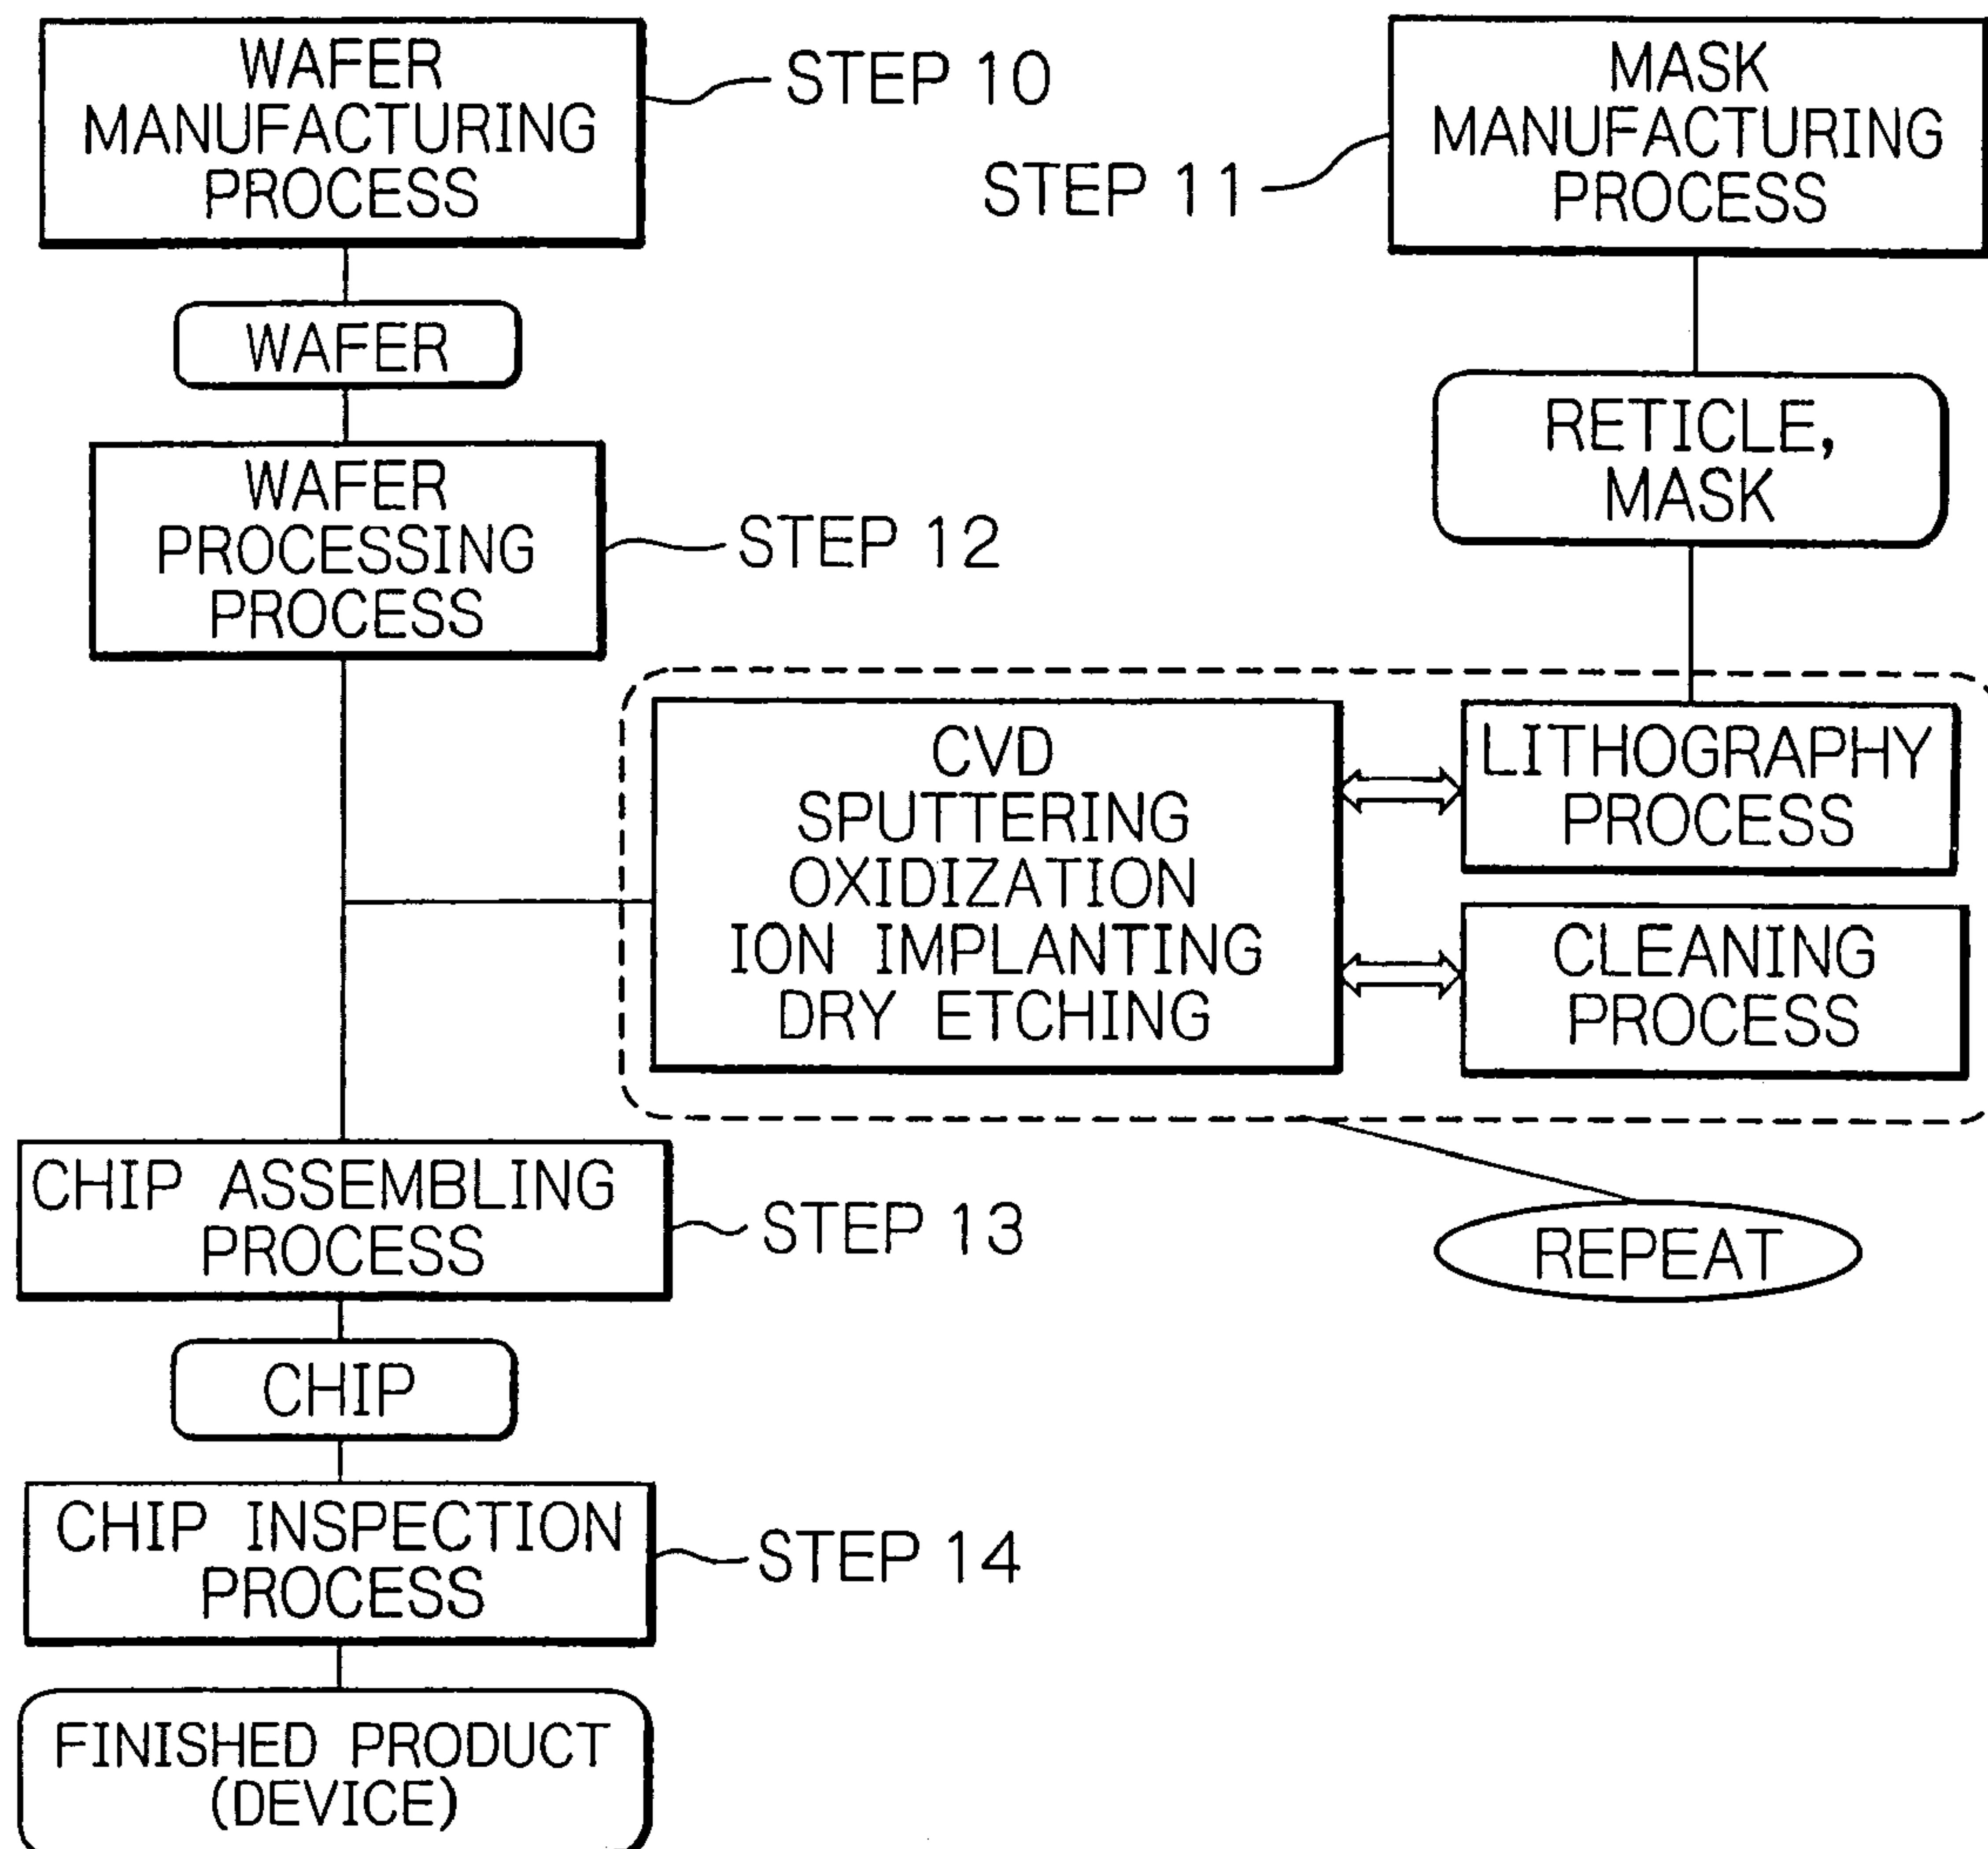 WAFER
MANUFACTURING
PROCESS
STEP 10
MASK
MANUFACTURING
PROCESS
STEP 11
WAFER
RETICLE,
MASK
WAFER
PROCESSING
PROCESS
STEP 12
CVD
SPUTTERING
OXIDIZATION
ION IMPLANTING
DRY ETCHING
LITHOGRAPHY
PROCESS
CLEANING
PROCESS
CHIP ASSEMBLING
PROCESS
STEP 13
REPEAT
CHIP
CHIP INSPECTION
PROCESS
STEP 14
FINISHED PRODUCT
(DEVICE)